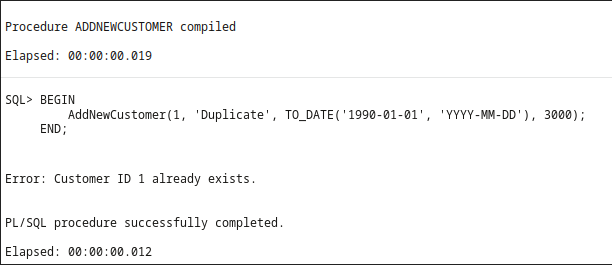 Procedure ADDNEWCUSTOMER compiled
Elapsed: 00:00:00.019
SQL> BEGIN
         AddNewCustomer(1, 'Duplicate', TO_DATE('1990-01-01', 'YYYY-MM-DD'), 3000);
     END;
Error: Customer ID 1 already exists.
PL/SQL procedure successfully completed.
Elapsed: 00:00:00.012